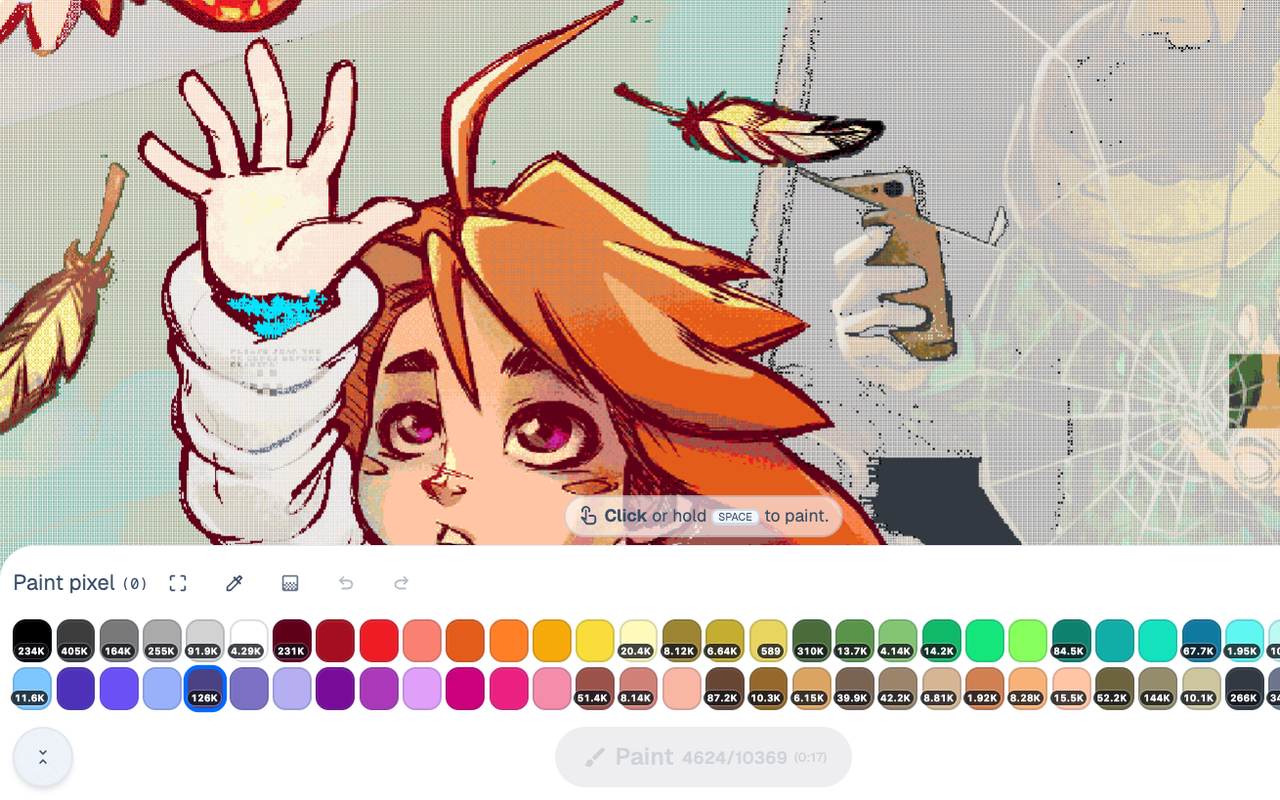 Click or hold SPACE to paint.
Paint pixel (0)
234K 405K 164K 255K 91.9K 4.29K 231K 20.4K 8.12K 6.64K 589 310K 13.7K 4.14K 14.2K 84.5K 67.7K 1.95K
11.6K 126K 51.4K 8.14K 87.2K 10.3K 6.15K 39.9K 42.2K 8.81K 1.92K 8.28K 15.5K 52.2K 144K 10.1K 266K
Paint 4624/10369 (0:17)